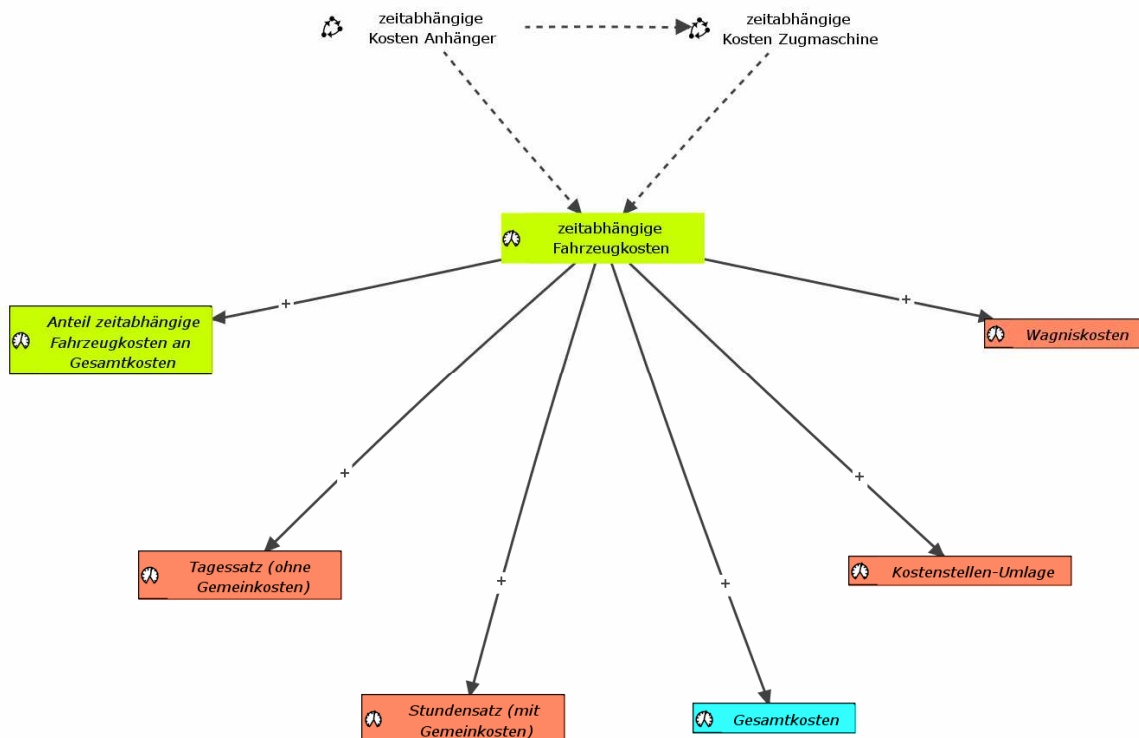 zeitabhängige
Kosten Anhänger
zeitabhängige
Kosten Zugmaschine
zeitabhängige
Fahrzeugkosten
+
+
Anteil zeitabhängige
Fahrzeugkosten an
Gesamtkosten
Wagniskosten
+
+
Tagessatz (ohne
Gemeinkosten)
Kostenstellen-Umlage
+
+
Stundensatz (mit
Gemeinkosten)
Gesamtkosten